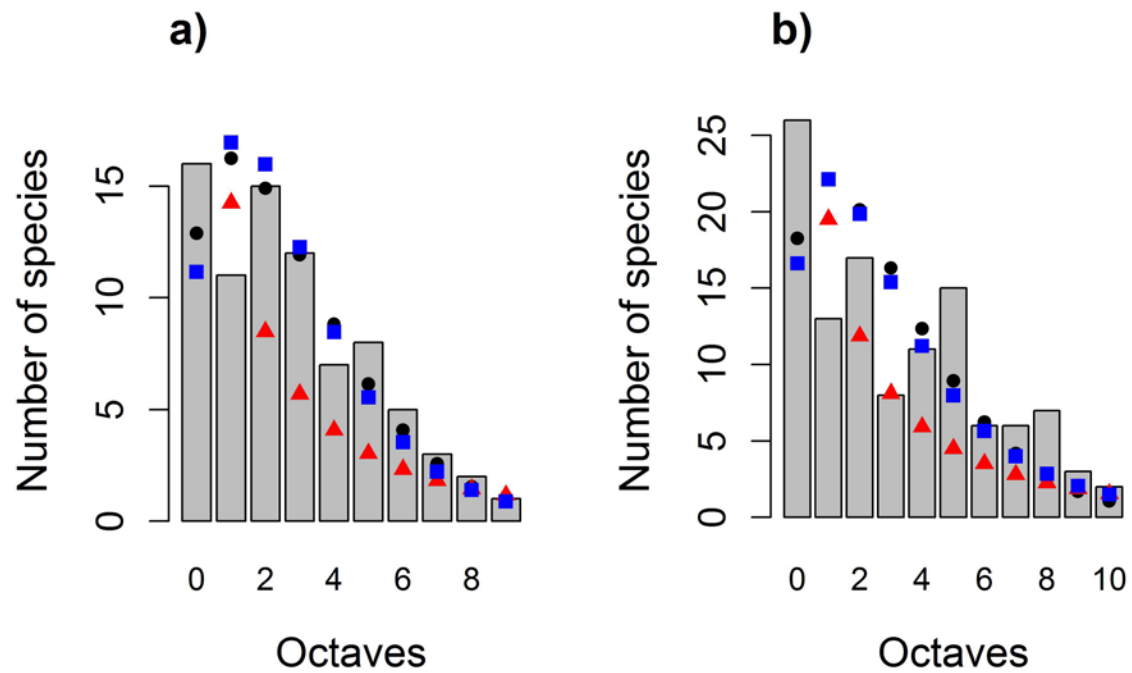 a)
Number of species
0 5 10 15
0 2 4 6 8
Octaves
b)
Number of species
0 5 10 15 20 25
0 2 4 6 8 10
Octaves